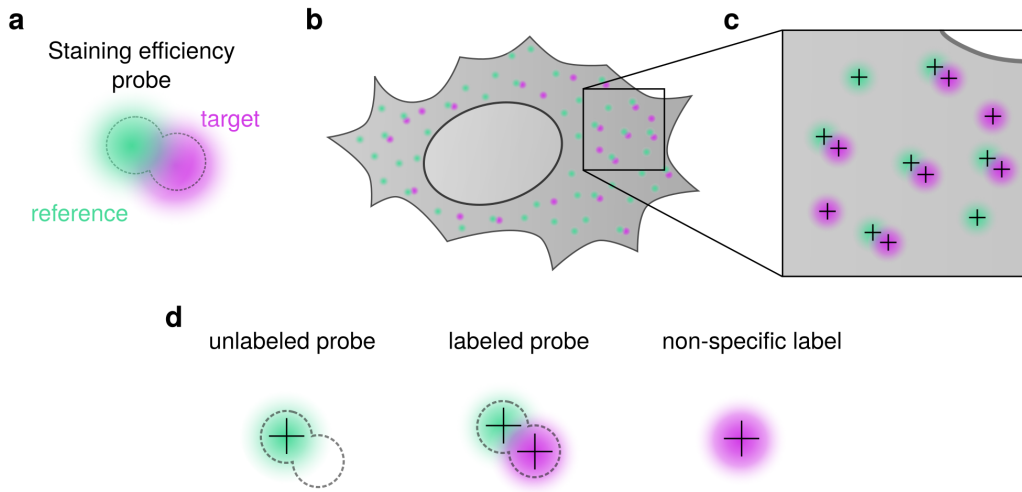 a
Staining efficiency
probe
target
reference
b
c
d
unlabeled probe
labeled probe
non-specific label